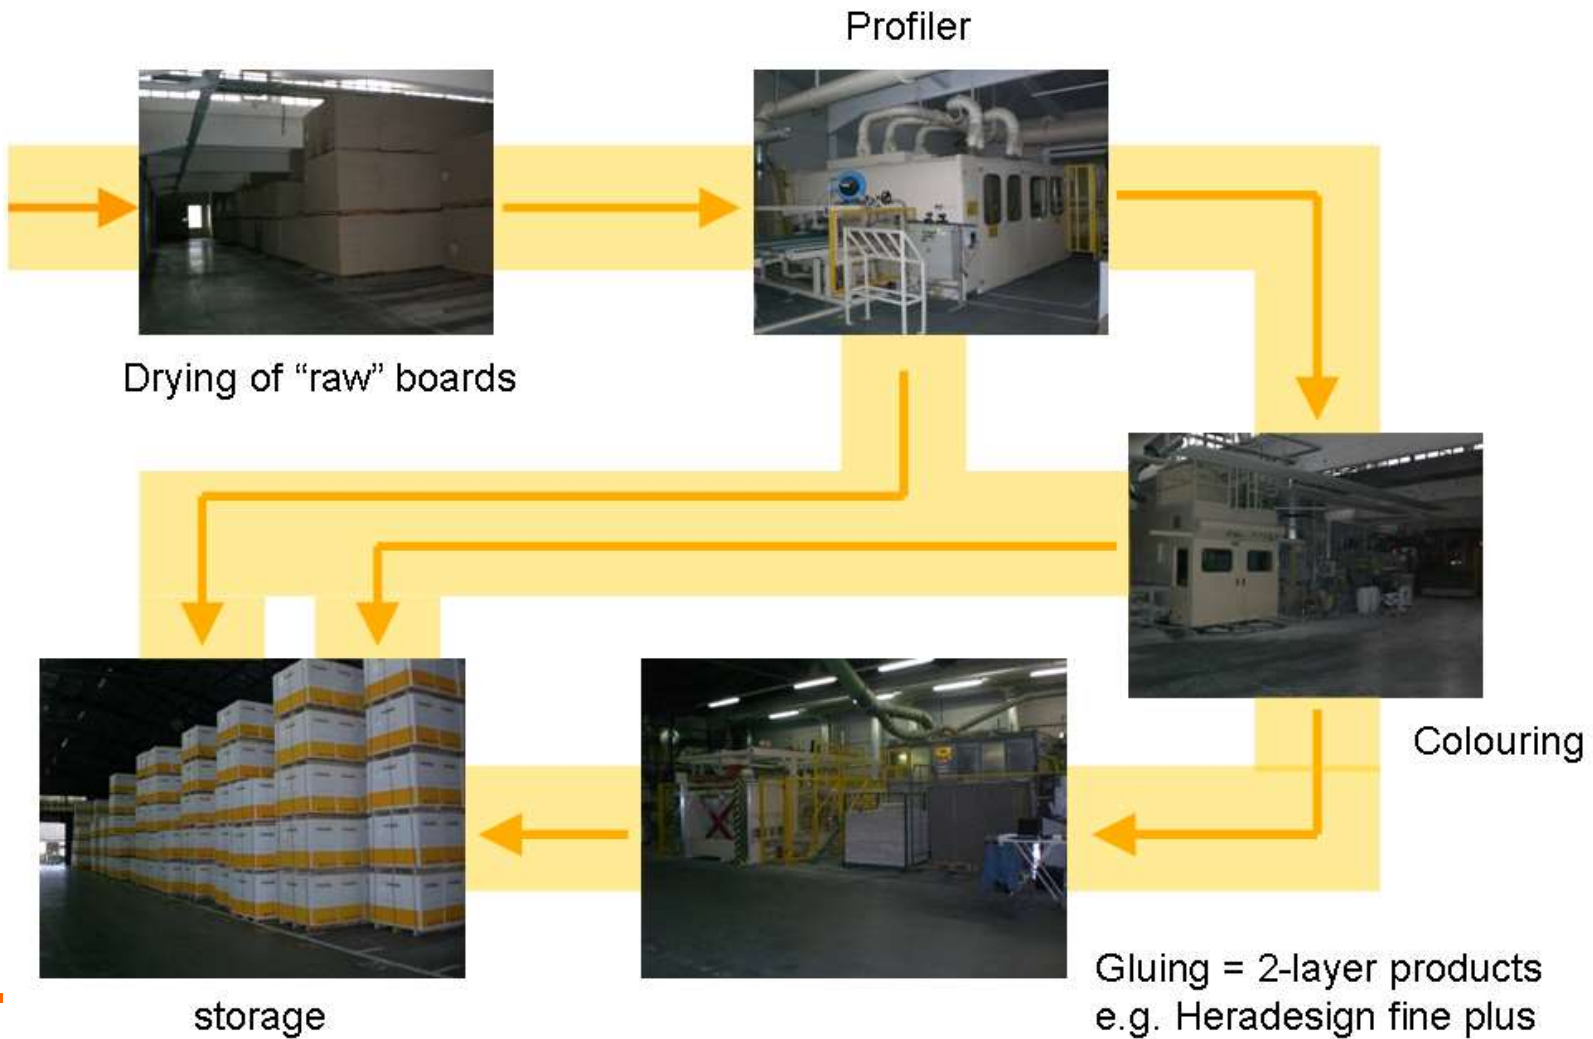 Profiler
Drying of “raw” boards
Colouring
Gluing = 2-layer products
e.g. Heradesign fine plus
storage